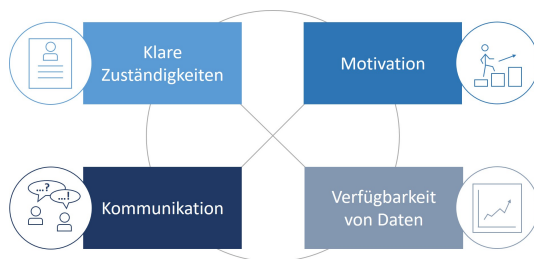 Klare
Zuständigkeiten
Motivation
...?
...!
Kommunikation
Verfügbarkeit
von Daten